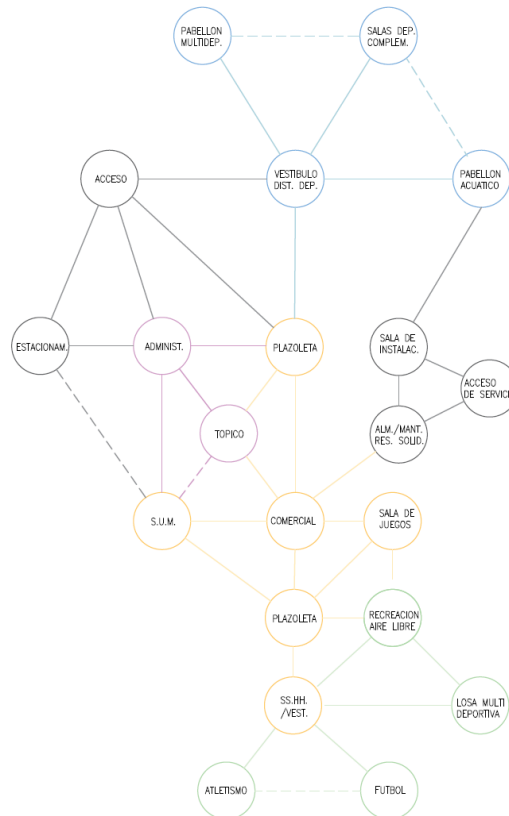 PABELLON
MULTIDEP.
SALAS DEP.
COMPLEM.
ACCESO
VESTIBULO
DIST. DEP.
PABELLON
ACUATICO
ESTACIONAM.
ADMINIST.
PLAZOLETA
SALA DE
INSTALAC.
ACCESO
DE SERVICI
TOPICO
ALM./MANT.
RES. SOLID.
S.U.M.
COMERCIAL
SALA DE
JUEGOS
PLAZOLETA
RECREACION
AIRE LIBRE
SS.HH.
/VEST.
LOSA MULTI
DEPORTIVA
ATLETISMO
FUTBOL